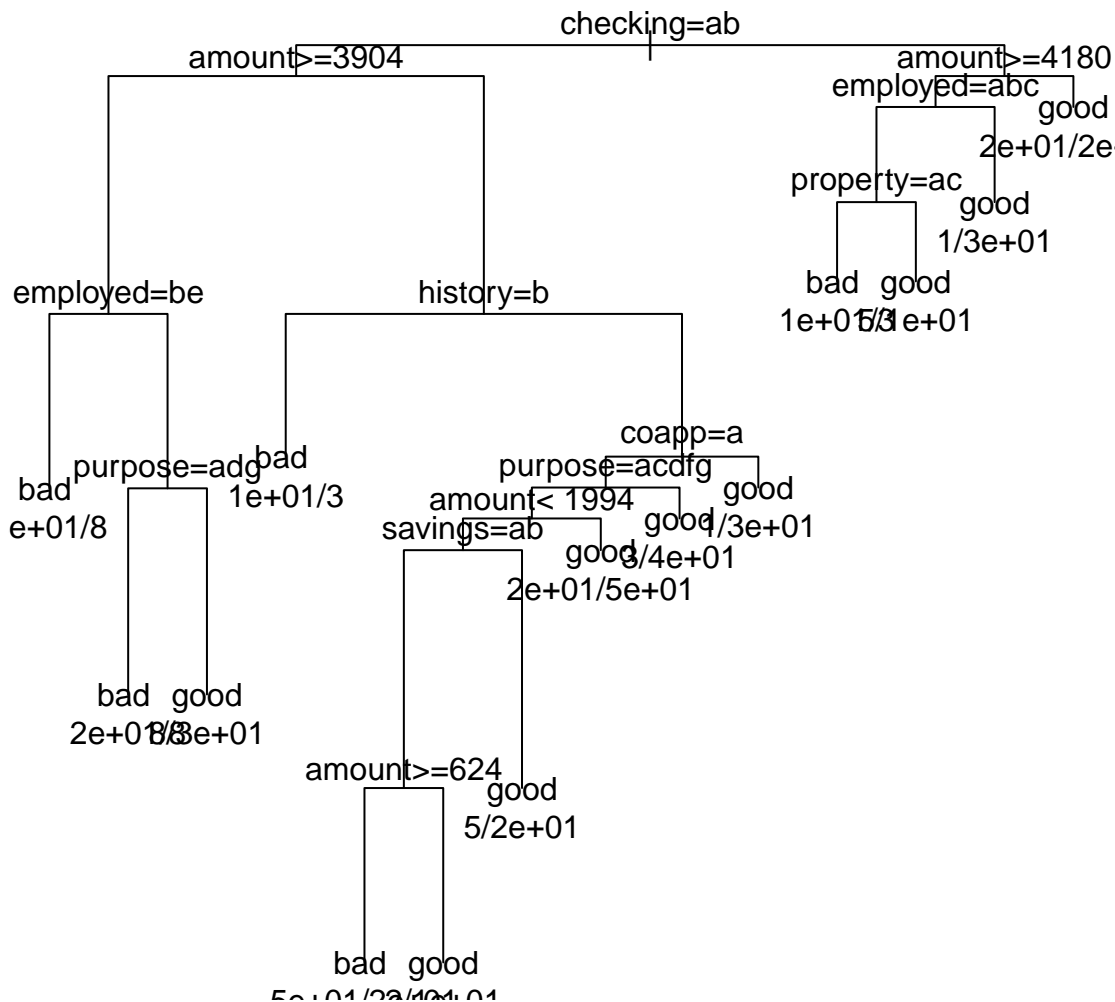 checking=ab
amount>=3904
amount>=4180
employed=abc
good
property=ac
good
1/3e+01
bad
good
employed=be
history=b
coapp=a
purpose=acdfg
amount< 1994
savings=ab
bad
purpose=adg
bad
1e+01/3
good
1/3e+01
good
3/4e+01
good
2e+01/5e+01
bad
good
amount>=624
good
5/2e+01
bad
good